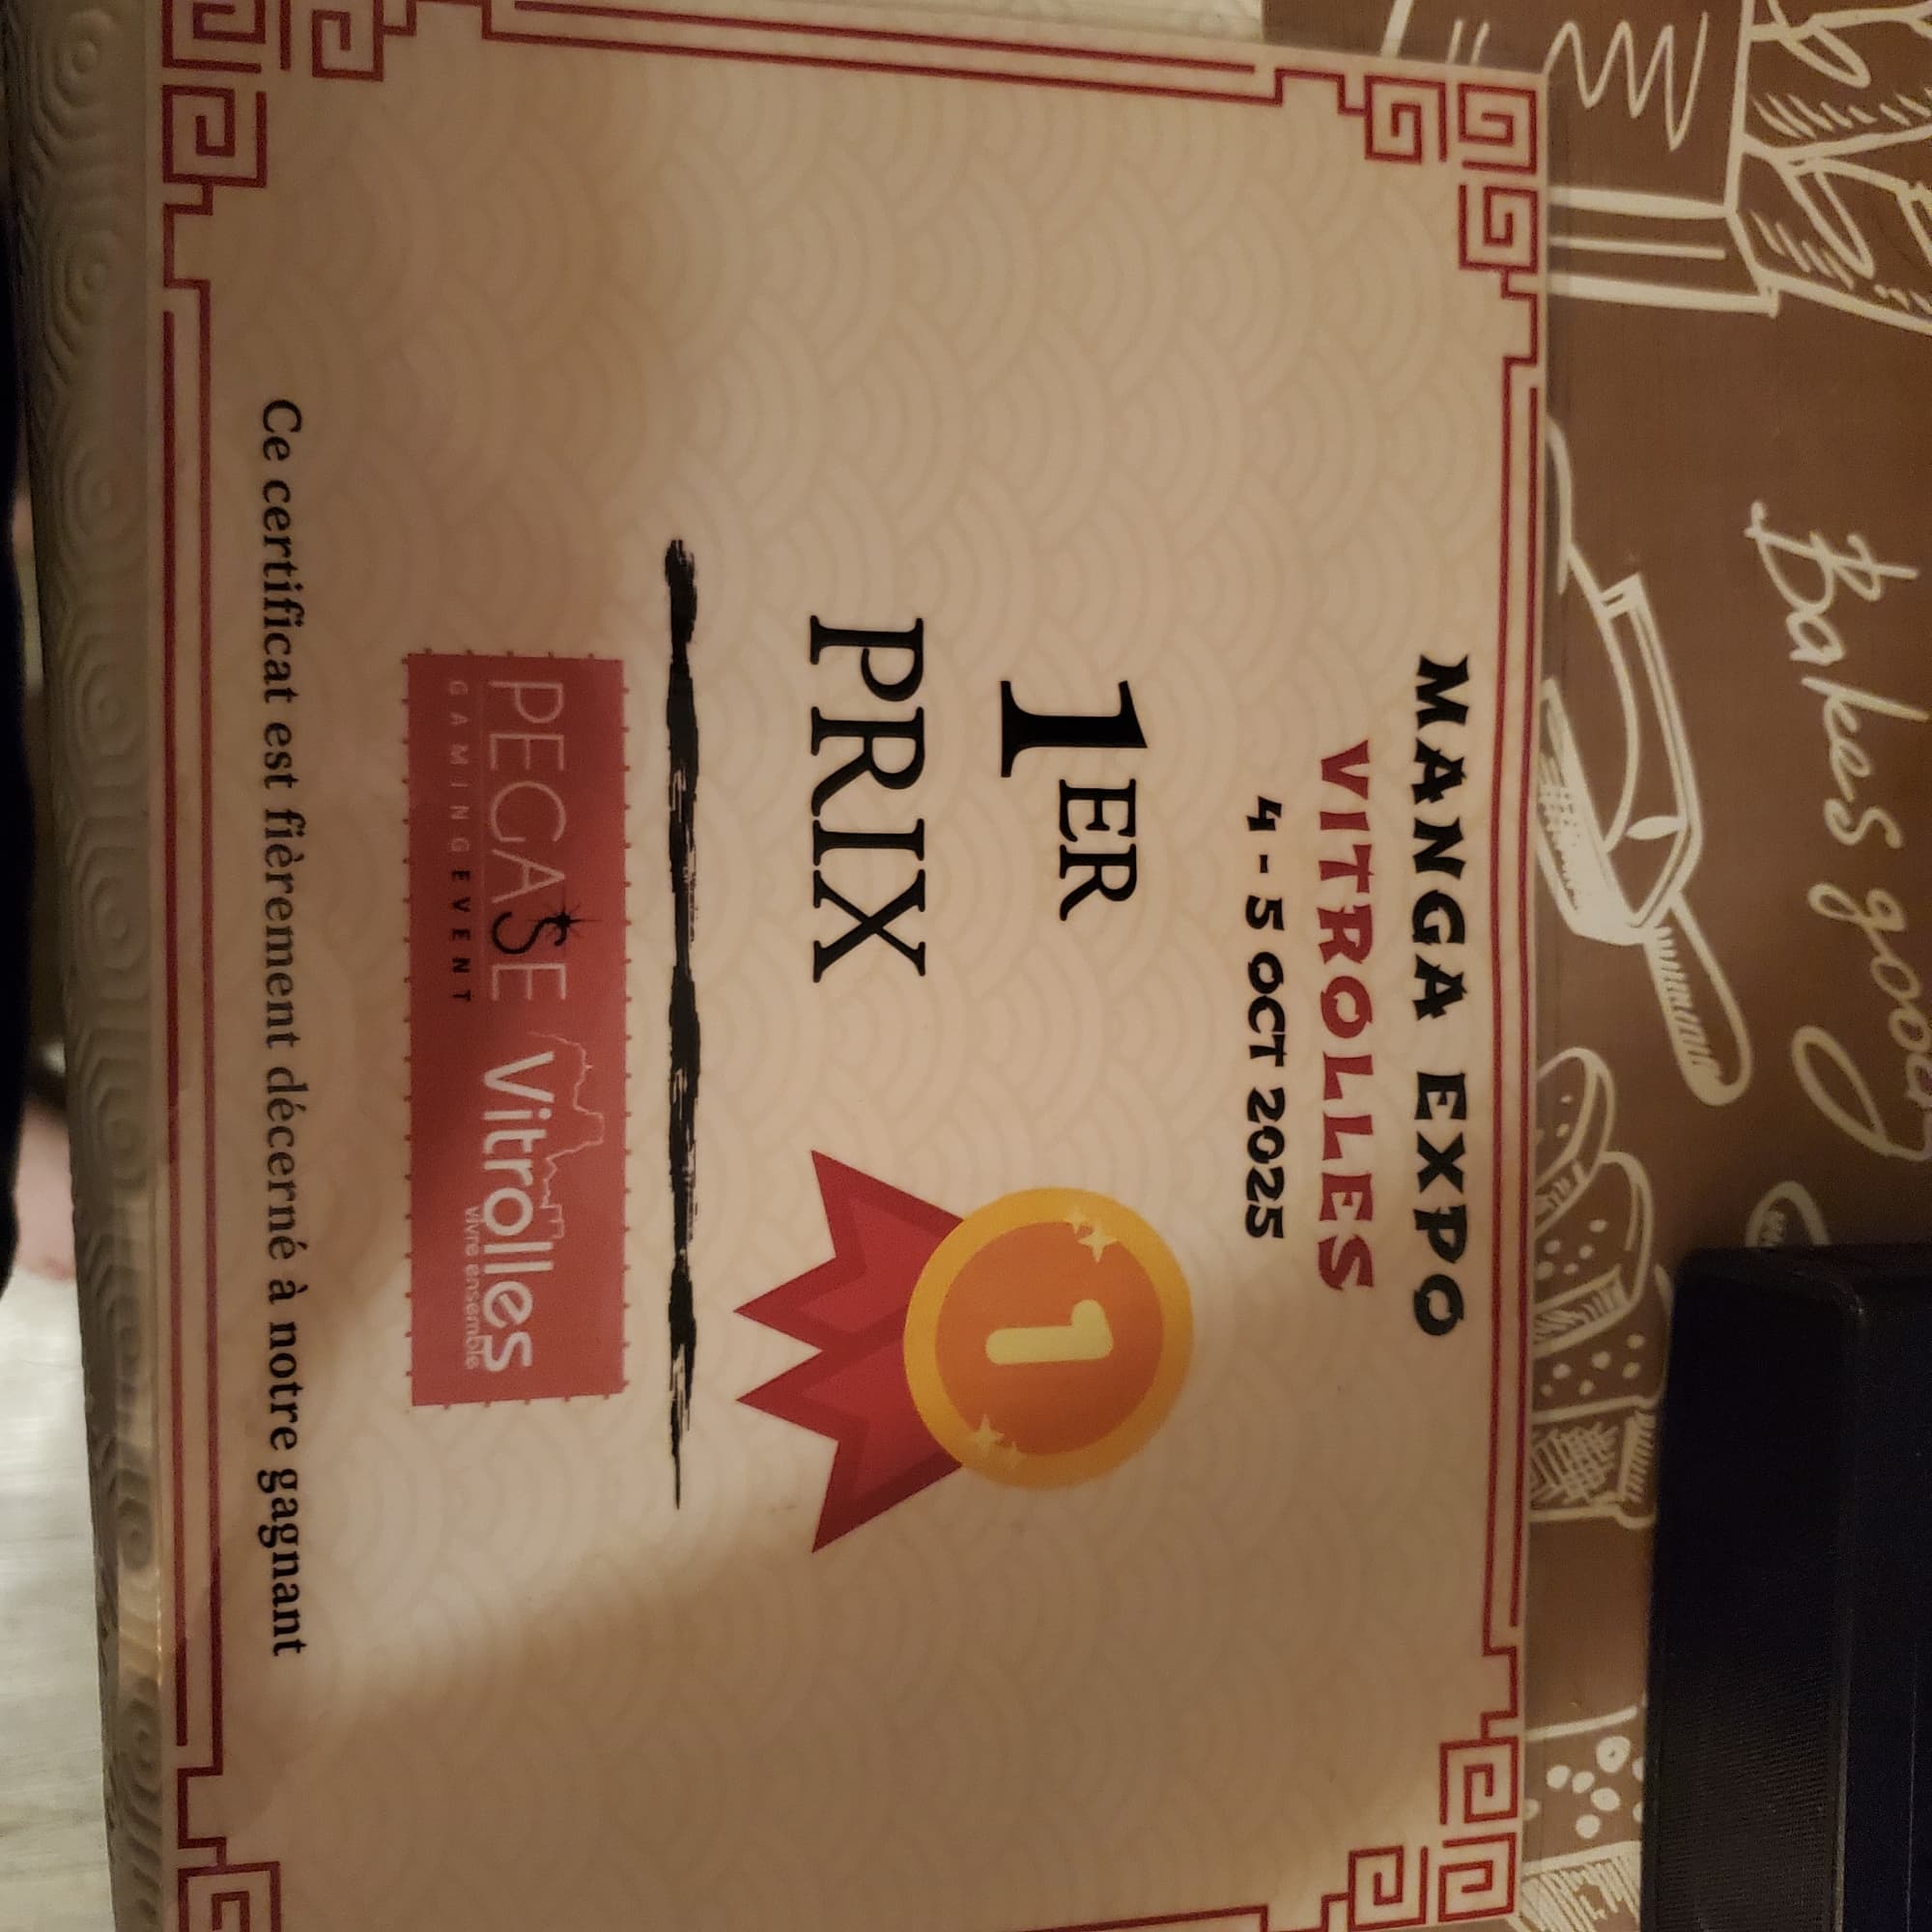 MANGA EXPO
VITROLLES
4 - 5 OCT 2025
1ER
PRIX
1
PEGASE
GAMING EVENT
Vitrolles
vivre ensemble
Ce certificat est fièrement décerné à notre gagnant
Bakes good